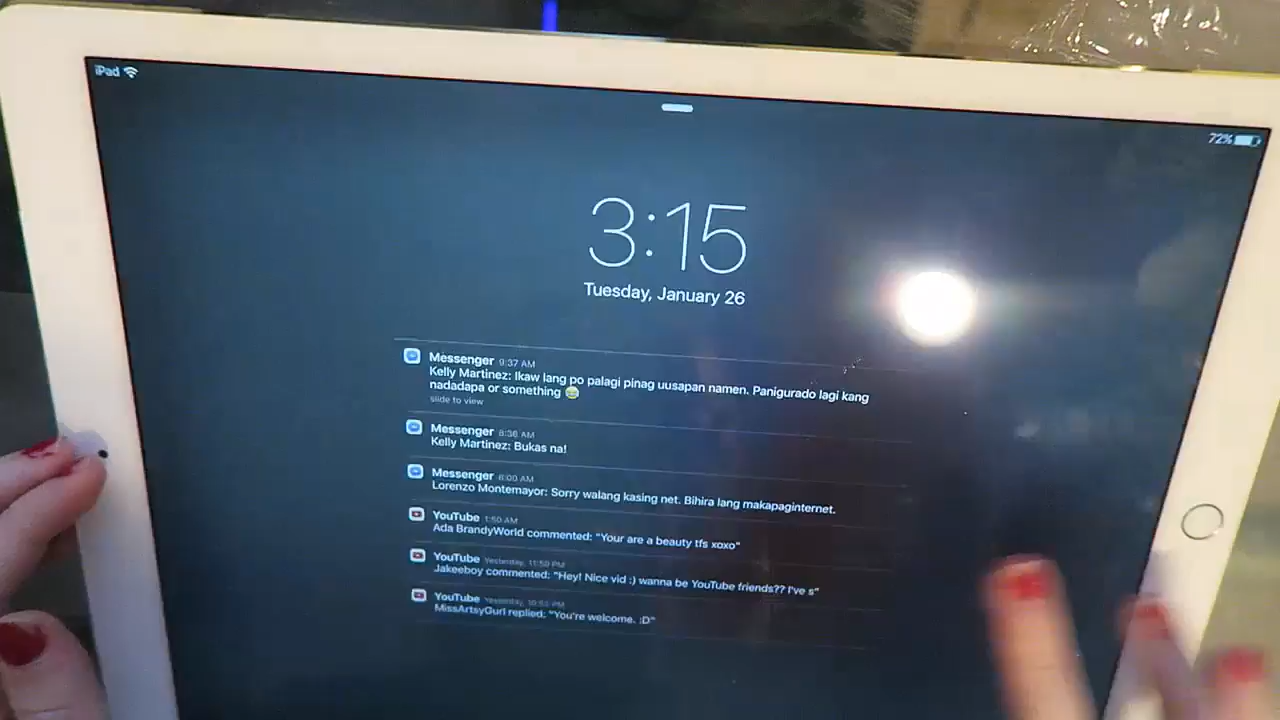 iPad
72%
3:15
Tuesday, January 26
Messenger 9:37 AM
Kelly Martinez: Ikaw lang po palagi pinag uusapan namen. Panigurado lagi kang
nadadapa or something 😂
slide to view
Messenger 8:36 AM
Kelly Martinez: Bukas na!
Messenger 6:00 AM
Lorenzo Montemayor: Sorry walang kasing net. Bihira lang makapaginternet.
YouTube 1:50 AM
Ada BrandyWorld commented: "Your are a beauty tfs xoxo"
YouTube Yesterday, 11:50 PM
Jakeeboy commented: "Hey! Nice vid :) wanna be YouTube friends?? I've s"
YouTube Yesterday, PM
MissArtsyGurl replied: "You're welcome. :D"